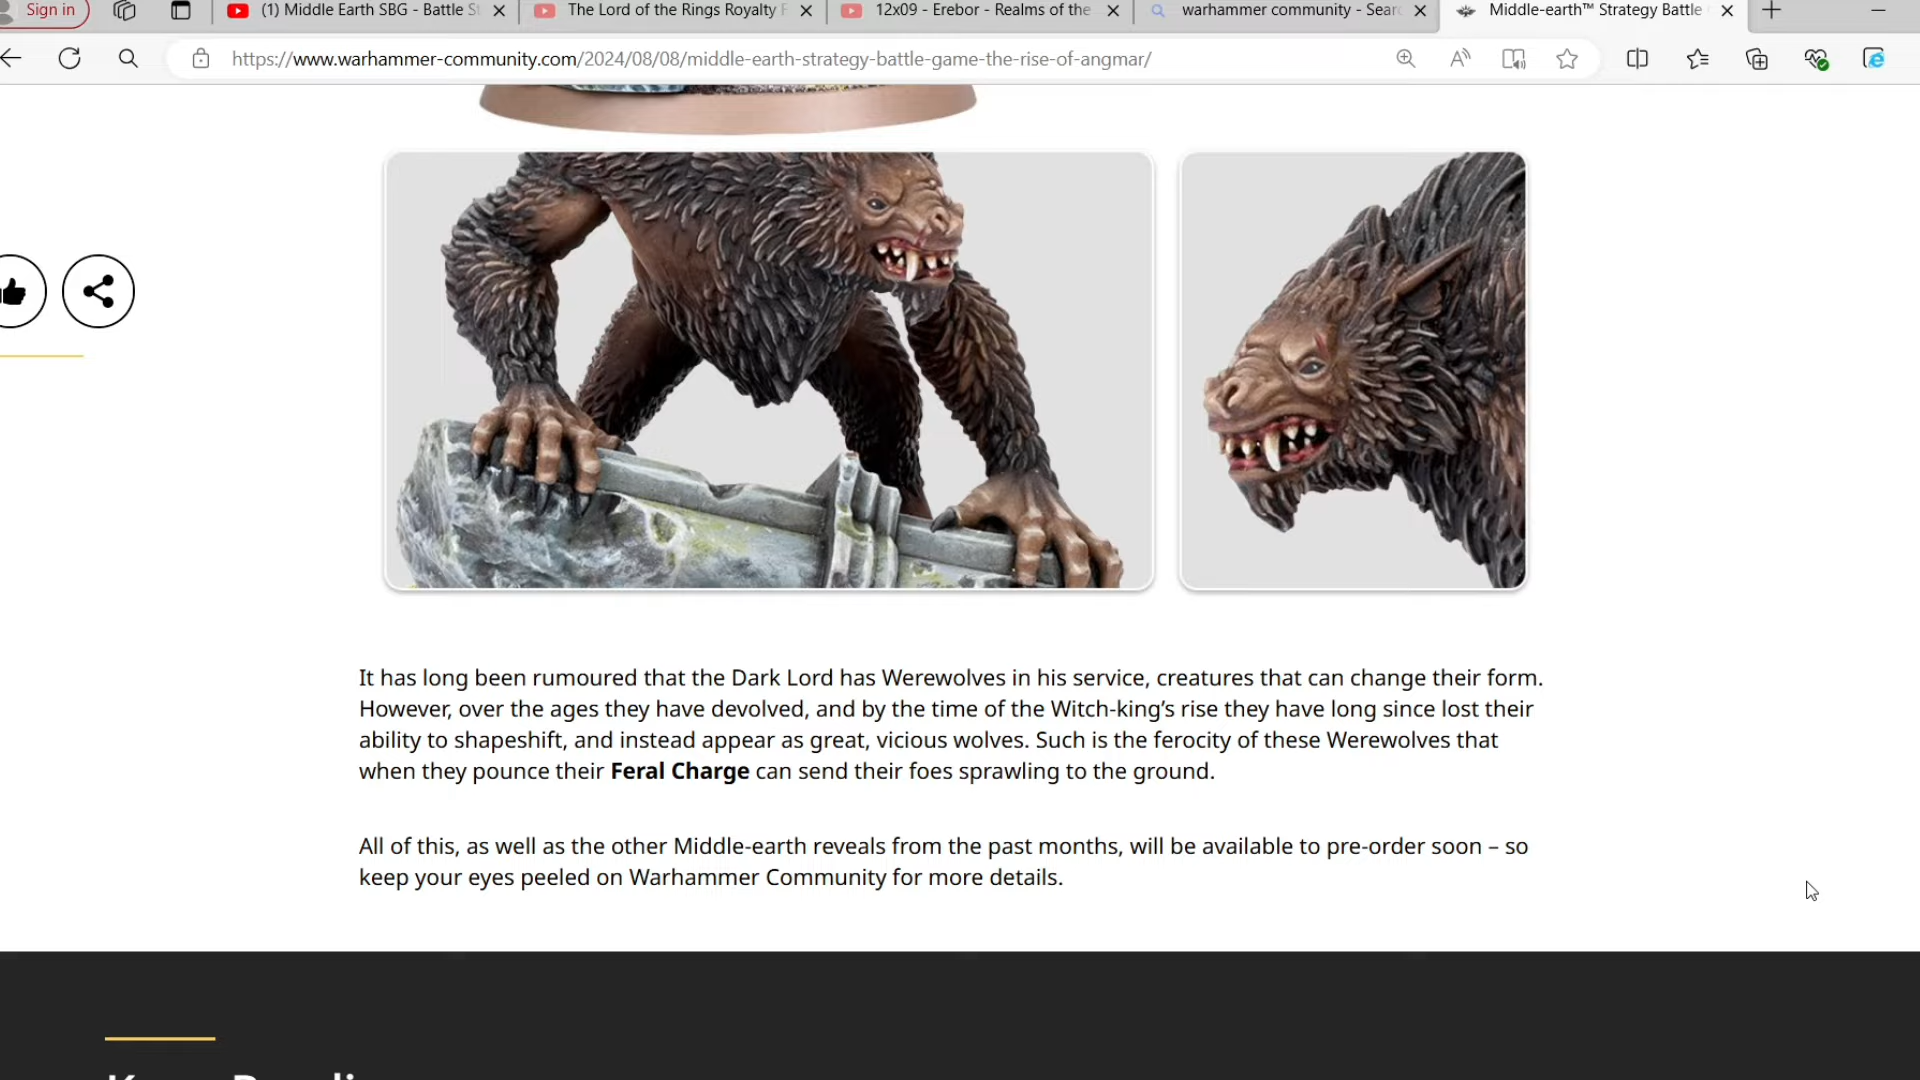 Sign in
(1) Middle Earth SBG - Battle S
The Lord of the Rings Royalty
12x09 - Erebor - Realms of the
warhammer community - Sear
Middle-earth™ Strategy Battle
https://www.warhammer-community.com/2024/08/08/middle-earth-strategy-battle-game-the-rise-of-angmar/
It has long been rumoured that the Dark Lord has Werewolves in his service, creatures that can change their form.
However, over the ages they have devolved, and by the time of the Witch-king’s rise they have long since lost their
ability to shapeshift, and instead appear as great, vicious wolves. Such is the ferocity of these Werewolves that
when they pounce their Feral Charge can send their foes sprawling to the ground.
All of this, as well as the other Middle-earth reveals from the past months, will be available to pre-order soon – so
keep your eyes peeled on Warhammer Community for more details.